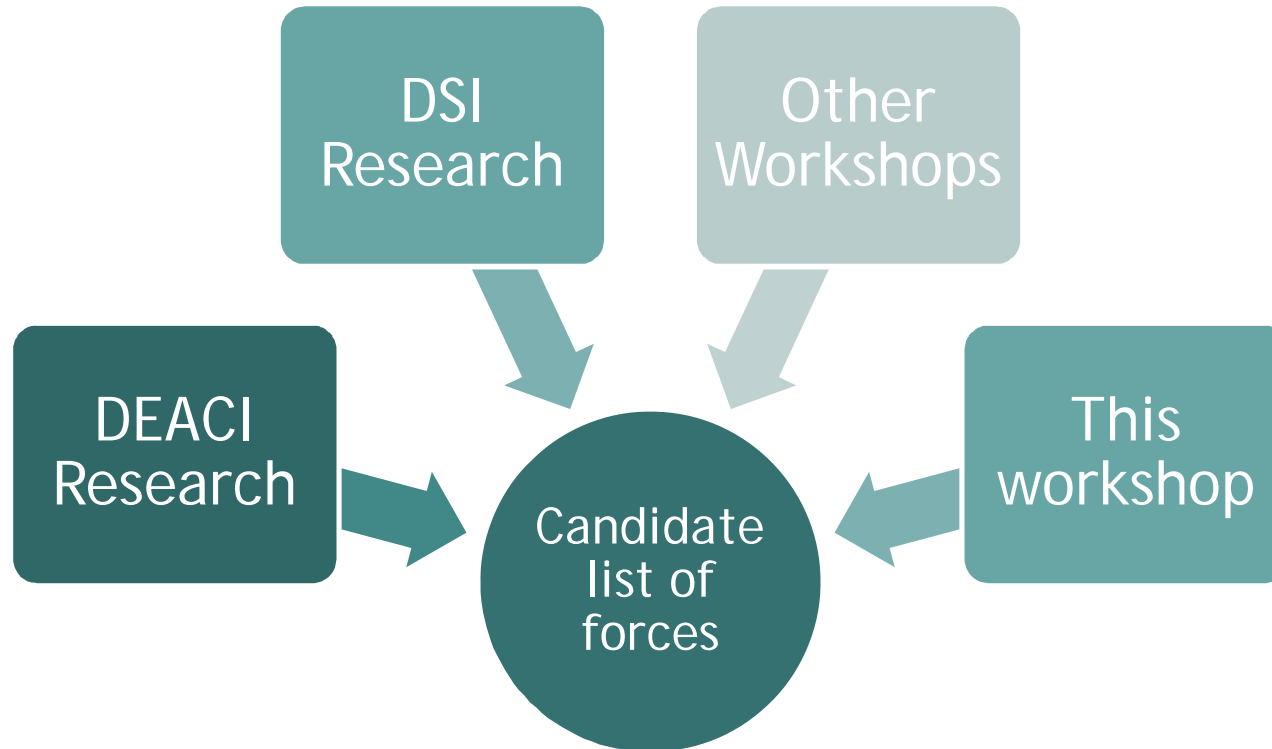 DSI
Research
Other
Workshops
DEACI
Research
This
workshop
Candidate
list of
forces